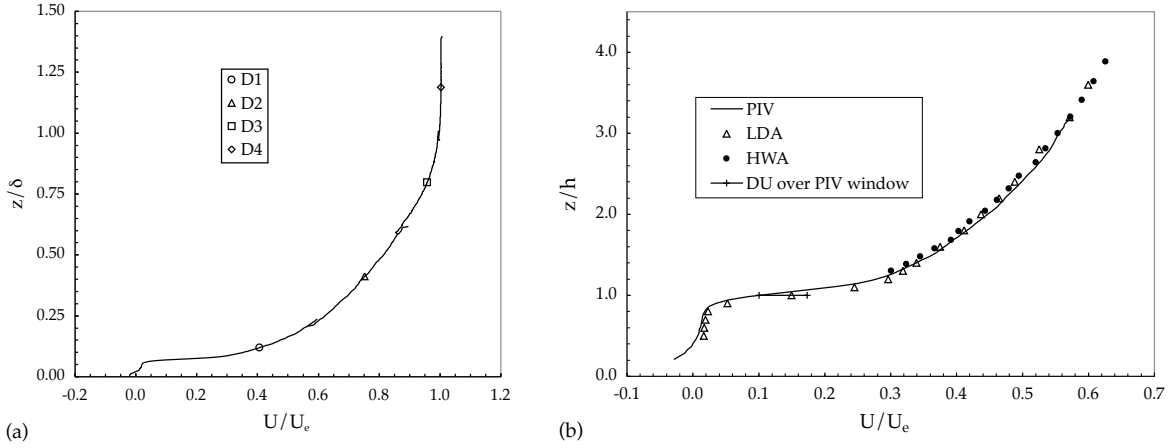 1.50
1.25
1.00
0.75
0.50
0.25
0.00
z/δ
D1
D2
D3
D4
-0.2 0.0 0.2 0.4 0.6 0.8 1.0 1.2
U/Ue
(a)
4.0
3.0
2.0
1.0
0.0
z/h
PIV
LDA
HWA
DU over PIV window
-0.1 0.0 0.1 0.2 0.3 0.4 0.5 0.6 0.7
U/Ue
(b)